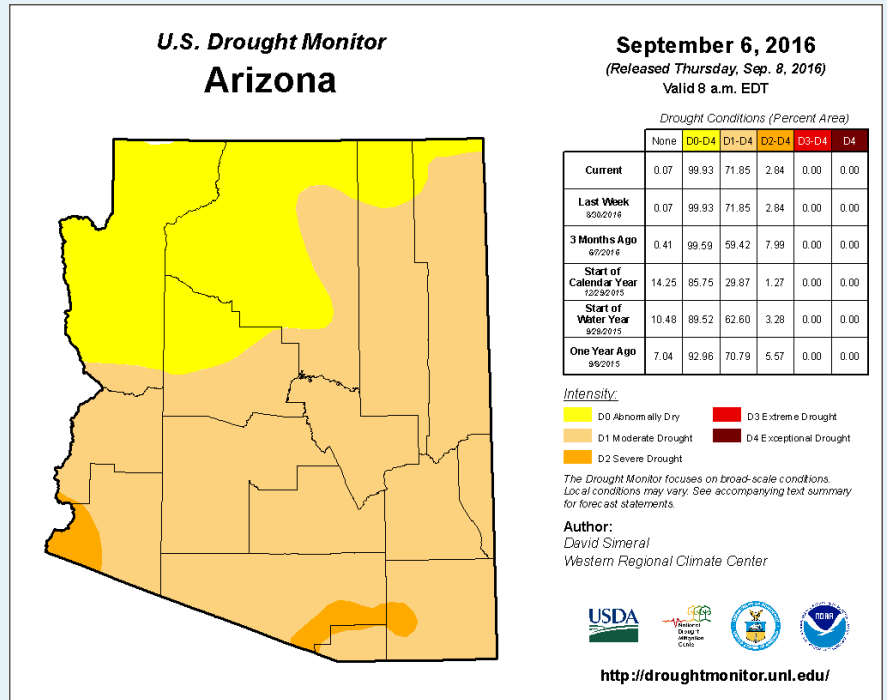 U.S. Drought Monitor
Arizona
September 6, 2016
(Released Thursday, Sep. 8, 2016)
Valid 8 a.m. EDT
Drought Conditions (Percent Area)
None D0-D4 D1-D4 D2-D4 D3-D4 D4
Current 0.07 99.93 71.85 2.84 0.00 0.00
Last Week 0.07 99.93 71.85 2.84 0.00 0.00
8/30/2016
3 Months Ago 0.41 99.59 59.42 7.99 0.00 0.00
6/7/2016
Start of
Calendar Year 14.25 85.75 29.87 1.27 0.00 0.00
12/29/2015
Start of
Water Year 10.48 89.52 62.60 3.28 0.00 0.00
9/29/2015
One Year Ago 7.04 92.96 70.79 5.57 0.00 0.00
9/8/2015
Intensity:
D0 Abnormally Dry D3 Extreme Drought
D1 Moderate Drought D4 Exceptional Drought
D2 Severe Drought
The Drought Monitor focuses on broad-scale conditions.
Local conditions may vary. See accompanying text summary
for forecast statements.
Author:
David Simeral
Western Regional Climate Center
USDA
National
Drought
Mitigation
Center
NOAA
http://droughtmonitor.unl.edu/